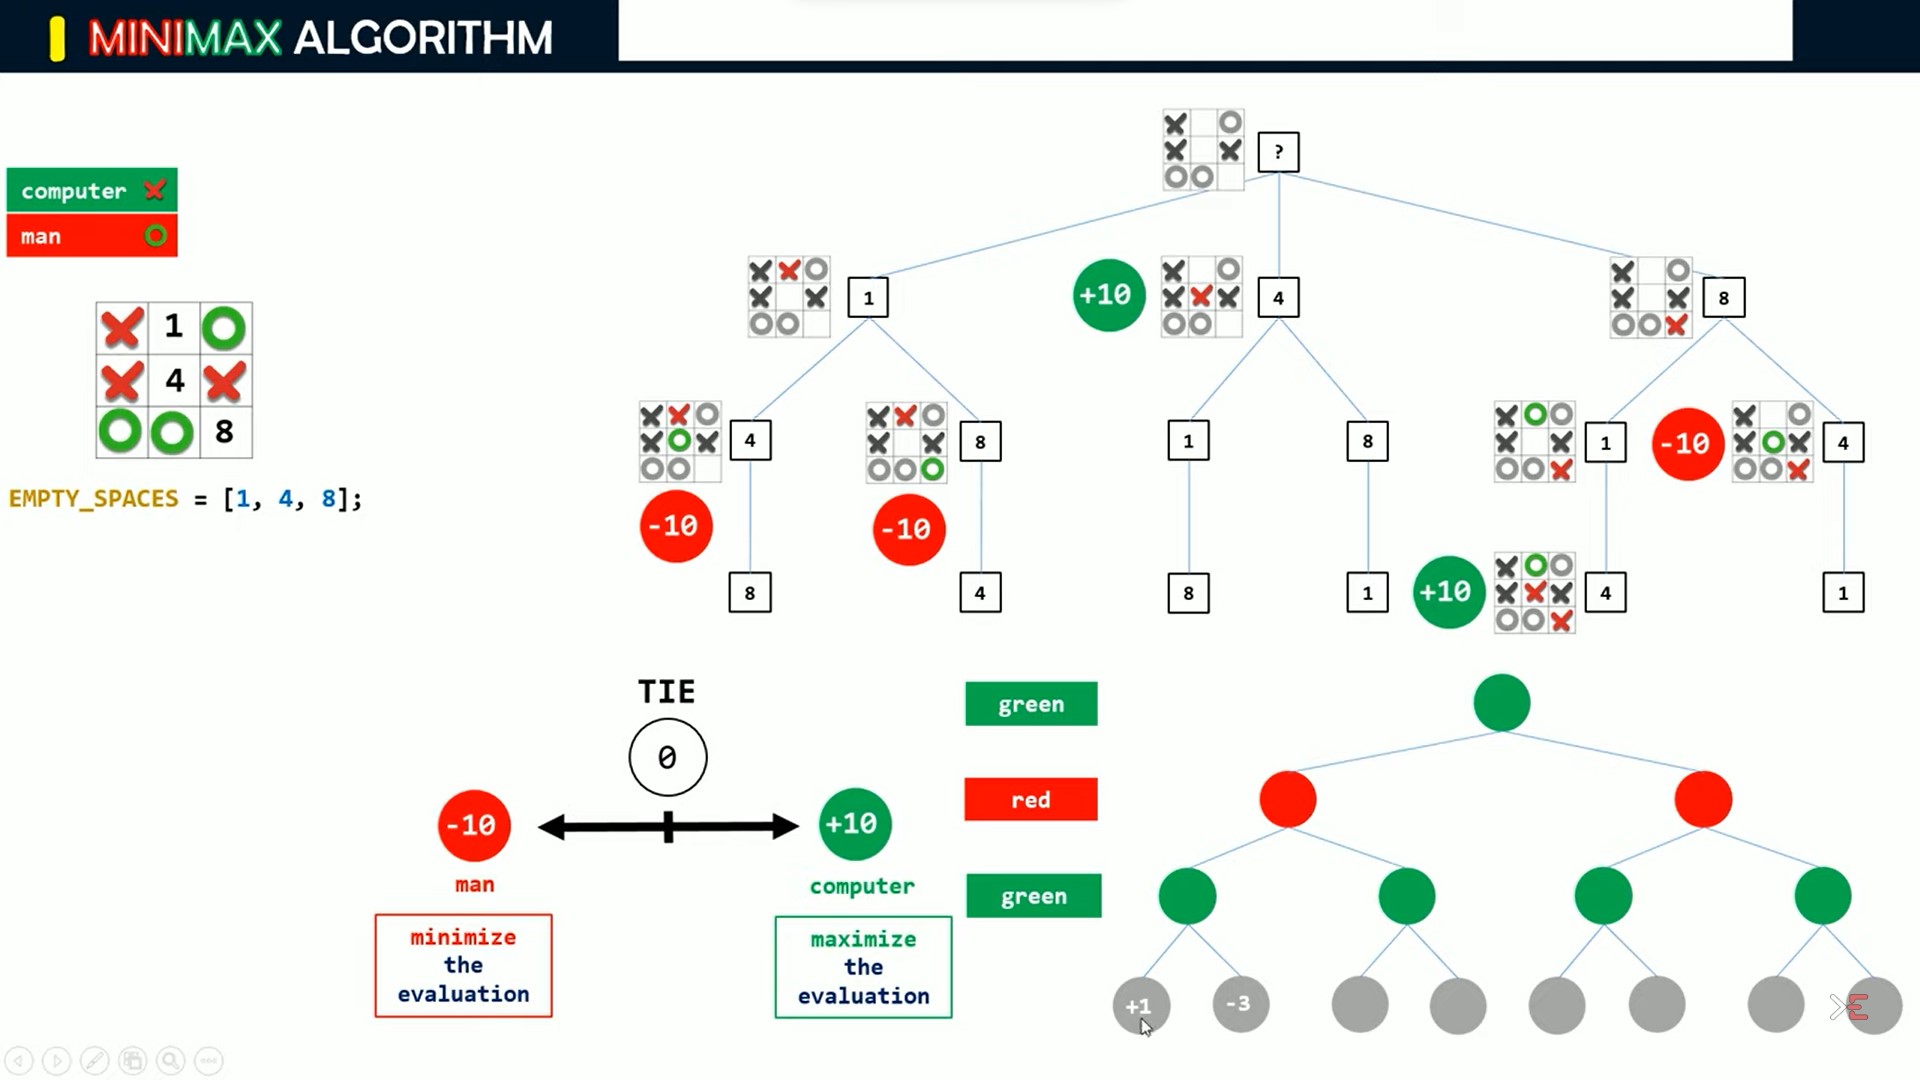 MINIMAX ALGORITHM
?
computer
man
1
4
8
+10
1
4
8
EMPTY_SPACES = [1, 4, 8];
4
8
1
8
1
-10
4
-10
-10
8
4
8
1
+10
4
1
TIE
0
-10
+10
man
computer
minimize
the
evaluation
maximize
the
evaluation
green
red
green
+1
-3